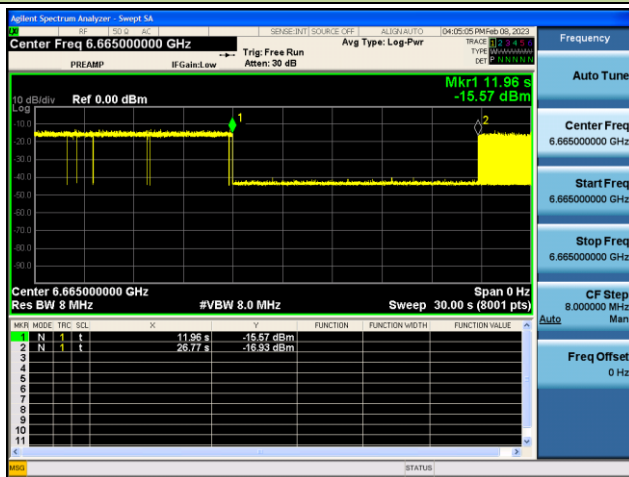 Agilent Spectrum Analyzer - Swept SA
RF 50 Ω AC SENSE:INT SOURCE OFF ALIGN AUTO 04:05:05 PM Feb 08, 2023
Center Freq 6.665000000 GHz Avg Type: Log-Pwr TRACE 1 2 3 4 5 6
Trig: Free Run TYPE
PREAMP IFGain:Low Atten: 30 dB DET P N N N N N
Mkr1 11.96 s
-15.57 dBm
10 dB/div Ref 0.00 dBm
Log
-10.0
-20.0
-30.0
-40.0
-50.0
-60.0
-90.0
1
2
Center 6.665000000 GHz Span 0 Hz
Res BW 8 MHz #VBW 8.0 MHz Sweep 30.00 s (8001 pts)
MKR MODE TRC SCL X Y FUNCTION FUNCTION WIDTH FUNCTION VALUE
1 N 1 t 11.96 s -15.57 dBm
2 N 1 t 26.77 s -16.93 dBm
3
4
5
6
7
8
9
10
11
MSG STATUS
Frequency
Auto Tune
Center Freq
6.665000000 GHz
Start Freq
6.665000000 GHz
Stop Freq
6.665000000 GHz
CF Step
8.000000 MHz
Auto Man
Freq Offset
0 Hz